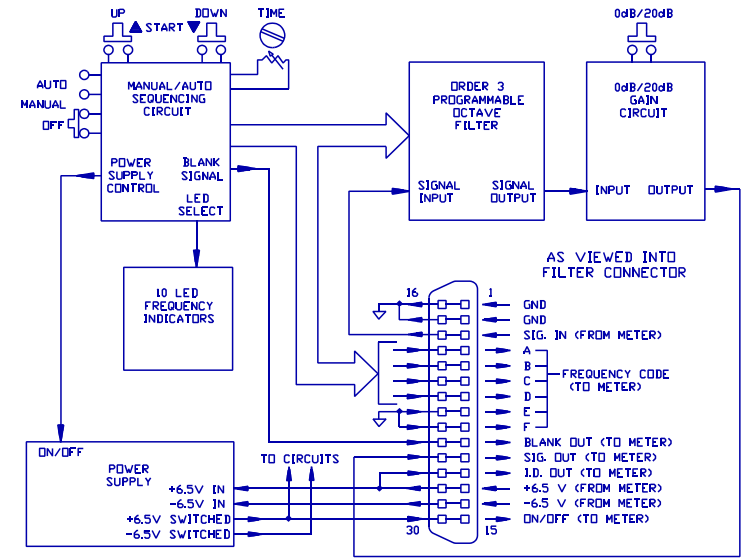 UP
START
DOWN
TIME
0dB/20dB
AUTO
MANUAL
OFF
MANUAL/AUTO
SEQUENCING
CIRCUIT
POWER
SUPPLY
CONTROL
BLANK
SIGNAL
LED
SELECT
ORDER 3
PROGRAMMABLE
OCTAVE
FILTER
SIGNAL
INPUT
SIGNAL
OUTPUT
0dB/20dB
GAIN
CIRCUIT
INPUT
OUTPUT
10 LED
FREQUENCY
INDICATORS
AS VIEWED INTO
FILTER CONNECTOR
16
1
GND
GND
SIG. IN (FROM METER)
A
B
C
D
E
F
FREQUENCY CODE
(TO METER)
BLANK OUT (TO METER)
SIG. OUT (TO METER)
I.D. OUT (TO METER)
+6.5 V (FROM METER)
-6.5 V (FROM METER)
ON/OFF (TO METER)
30
15
ON/OFF
POWER
SUPPLY
+6.5V IN
-6.5V IN
+6.5V SWITCHED
-6.5V SWITCHED
TO CIRCUITS